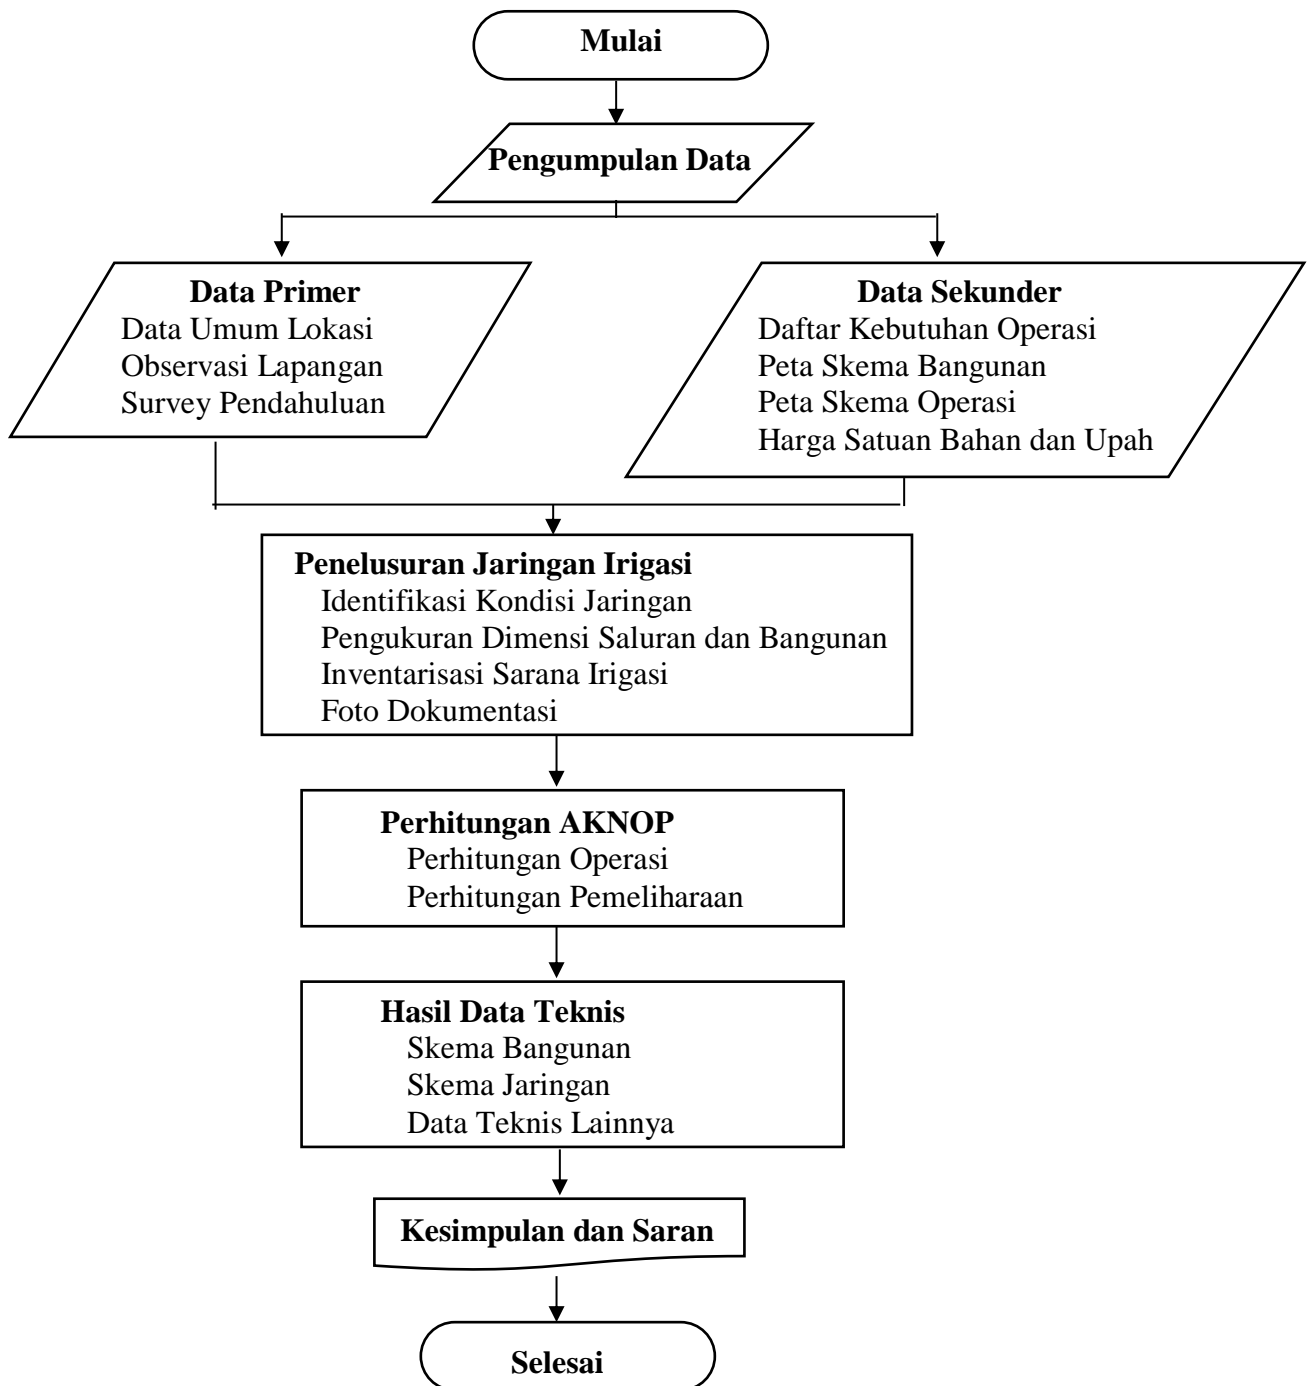 Mulai
Pengumpulan Data
Data Primer
Data Umum Lokasi
Observasi Lapangan
Survey Pendahuluan
Data Sekunder
Daftar Kebutuhan Operasi
Peta Skema Bangunan
Peta Skema Operasi
Harga Satuan Bahan dan Upah
Penelusuran Jaringan Irigasi
Identifikasi Kondisi Jaringan
Pengukuran Dimensi Saluran dan Bangunan
Inventarisasi Sarana Irigasi
Foto Dokumentasi
Perhitungan AKNOP
Perhitungan Operasi
Perhitungan Pemeliharaan
Hasil Data Teknis
Skema Bangunan
Skema Jaringan
Data Teknis Lainnya
Kesimpulan dan Saran
Selesai